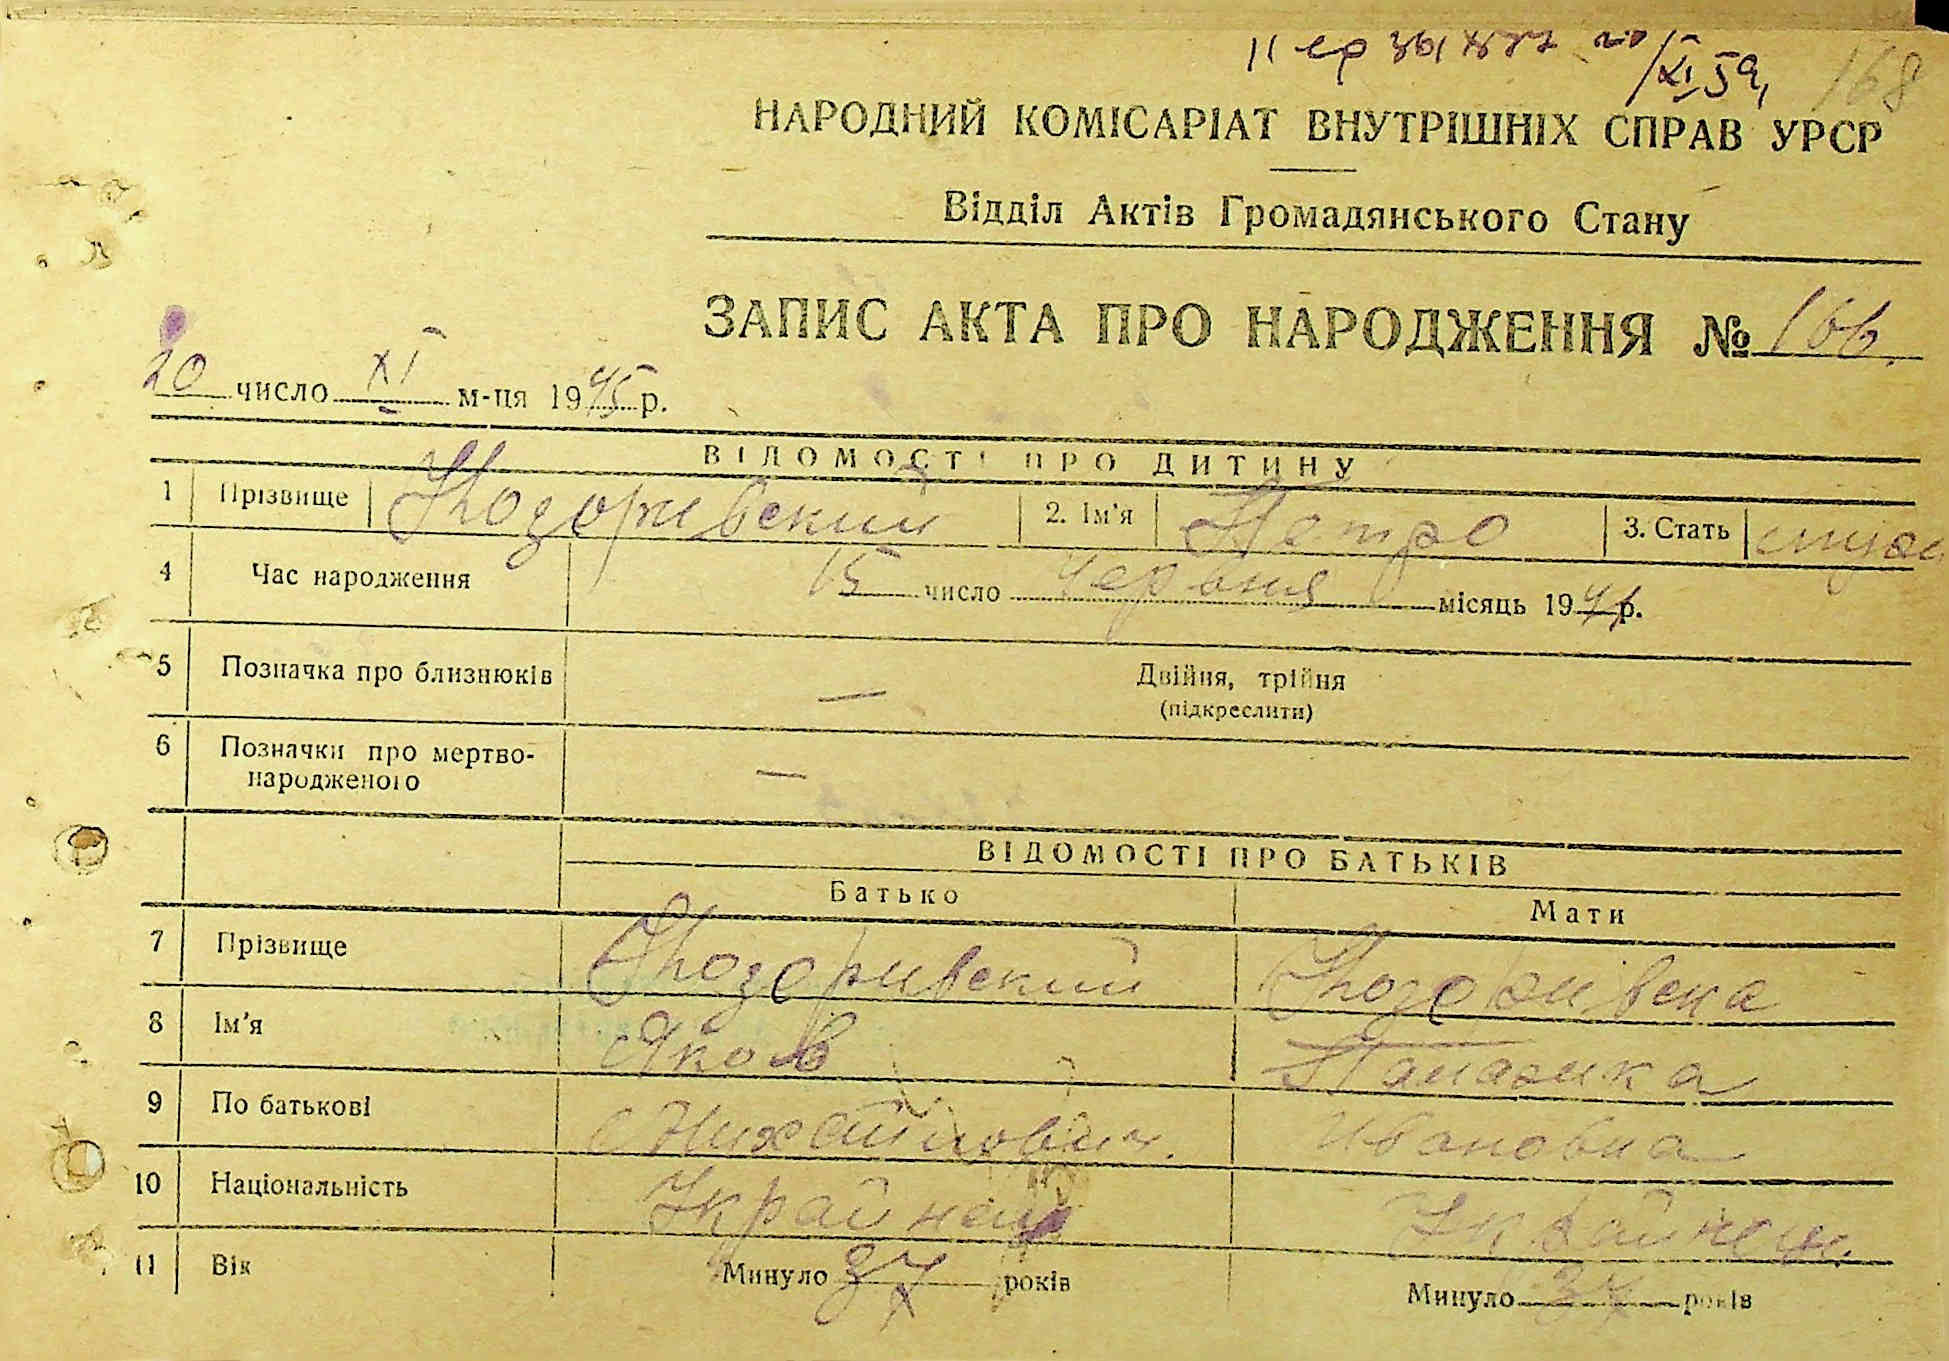 168
НАРОДНИЙ КОМІСАРІАТ ВНУТРІШНІХ СПРАВ УРСР
Відділ Актів Громадянського Стану
ЗАПИС АКТА ПРО НАРОДЖЕННЯ № 166.
20 число XI м-ця 1945 р.
ВІДОМОСТІ ПРО ДИТИНУ
1 Прізвище 2. Ім'я Петро 3. Стать
4 Час народження 15 число Червня місяць 1941 р.
5 Позначка про близнюків — Двійня, трійня
(підкреслити)
6 Позначки про мертво-
народженого —
ВІДОМОСТІ ПРО БАТЬКІВ
Батько Мати
7 Прізвище
8 Ім'я Яков
9 По батькові Ивановна
10 Національність Українець Українець
11 Вік Минуло 37 років Минуло 37 років